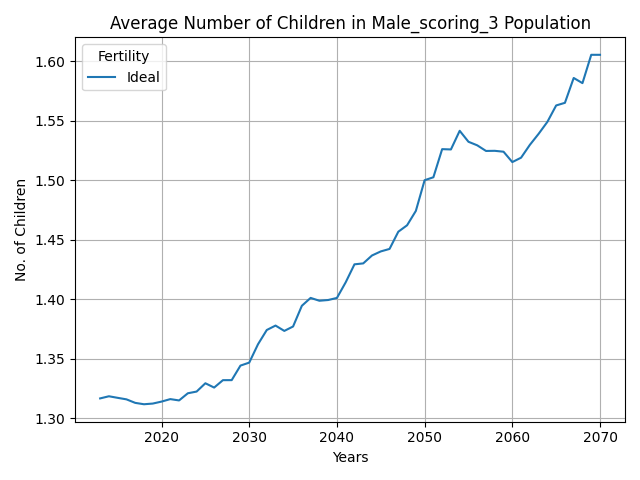 Average Number of Children in Male_scoring_3 Population
Fertility
Ideal
No. of Children
1.60
1.55
1.50
1.45
1.40
1.35
1.30
2020 2030 2040 2050 2060 2070
Years